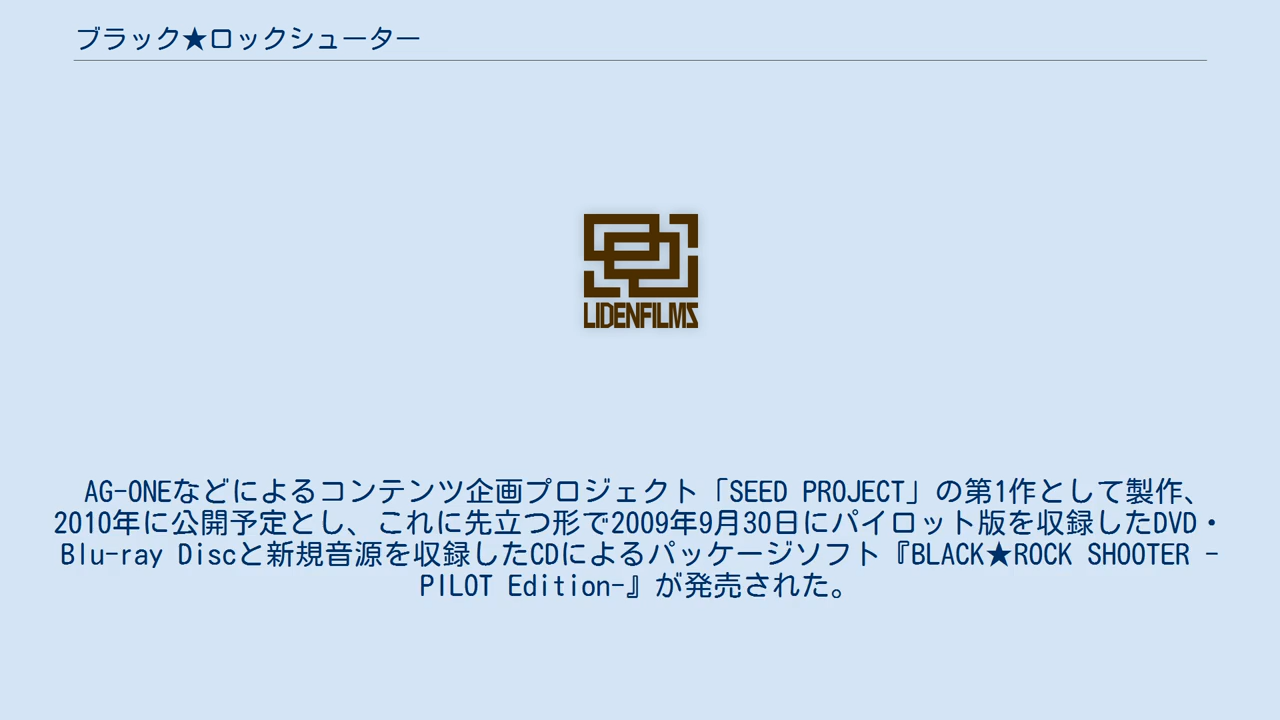 ブラック★ロックシューター
LIDENFILMS
AG-ONEなどによるコンテンツ企画プロジェクト「SEED PROJECT」の第1作として製作、
2010年に公開予定とし、これに先立つ形で2009年9月30日にパイロット版を収録したDVD・
Blu-ray Discと新規音源を収録したCDによるパッケージソフト『BLACK★ROCK SHOOTER -
PILOT Edition-』が発売された。